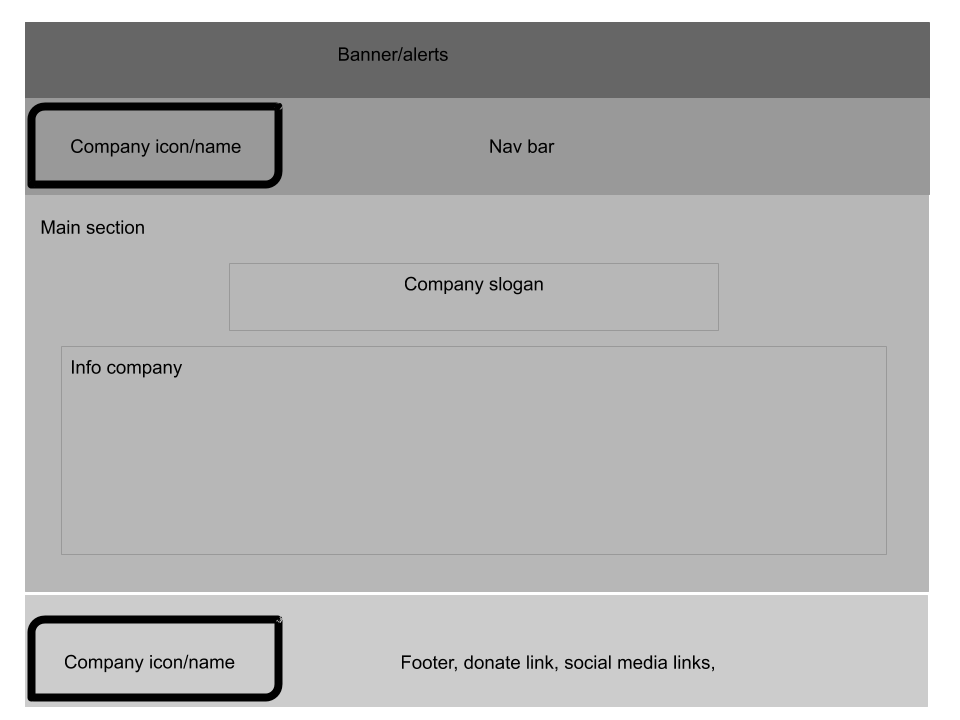 Banner/alerts
Company icon/name
Nav bar
Main section
Company slogan
Info company
Company icon/name
Footer, donate link, social media links,